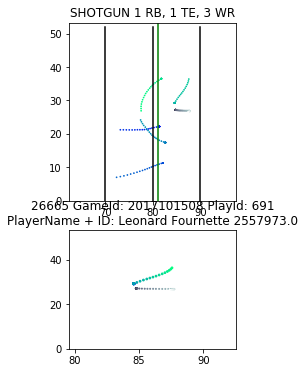 SHOTGUN 1 RB, 1 TE, 3 WR
50
40
30
20
10
0
70 80 90
26665 GameId: 2017101508 PlayId: 691
PlayerName + ID: Leonard Fournette 2557973.0
40
20
0
80 85 90